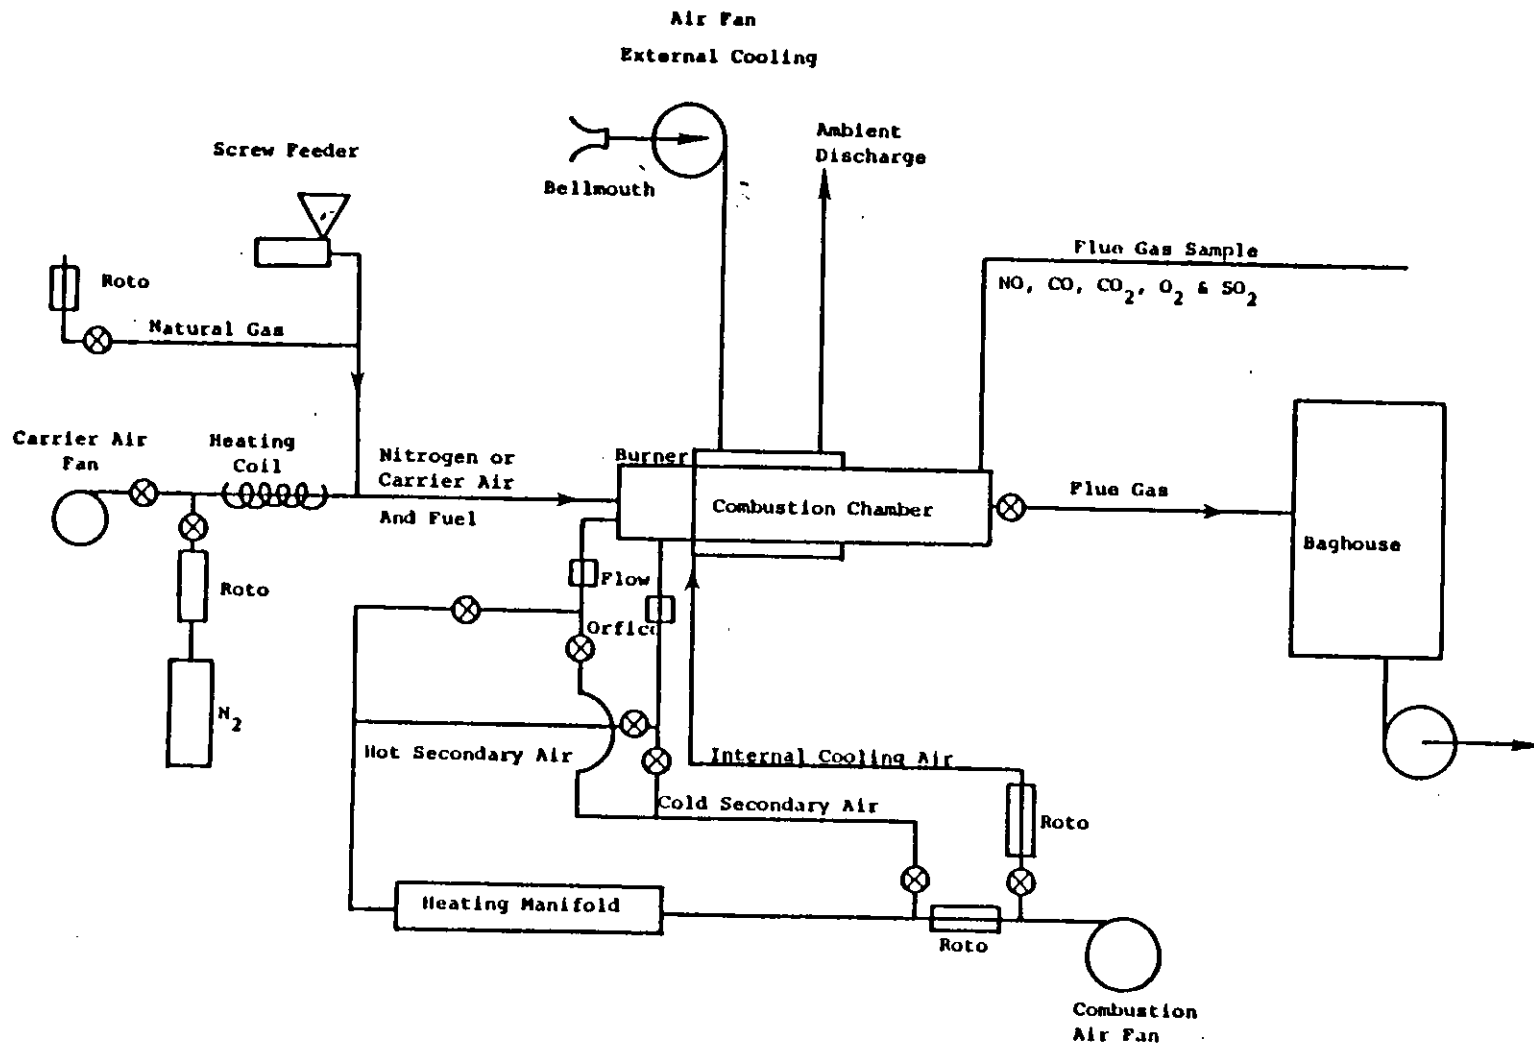 Air Fan
External Cooling
Ambient
Discharge
Screw Feeder
Bellmouth
Flue Gas Sample
NO, CO, CO2, O2 & SO2
Roto
Natural Gas
Carrier Air
Fan
Heating
Coil
Nitrogen or
Carrier Air
And Fuel
Burner
Combustion Chamber
Flue Gas
Baghouse
Flow
Orfice
Roto
N2
Hot Secondary Air
Internal Cooling Air
Cold Secondary Air
Roto
Heating Manifold
Roto
Combustion
Air Fan